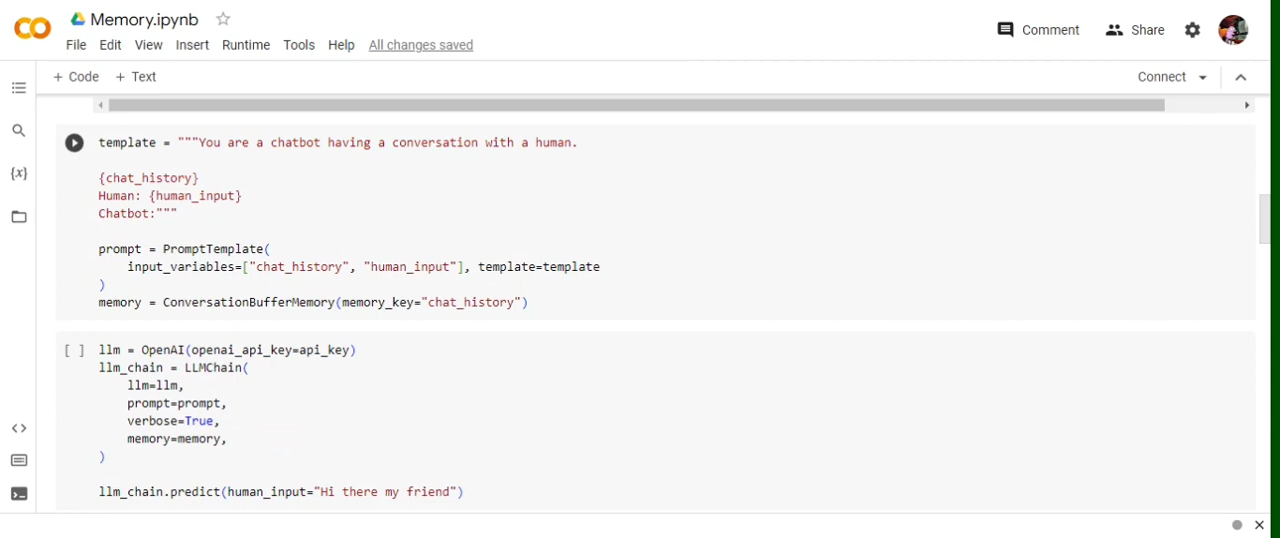 Memory.ipynb
File Edit View Insert Runtime Tools Help All changes saved
Comment Share
+ Code + Text Connect
template = """You are a chatbot having a conversation with a human.
{chat_history}
Human: {human_input}
Chatbot:"""
prompt = PromptTemplate(
input_variables=["chat_history", "human_input"], template=template
)
memory = ConversationBufferMemory(memory_key="chat_history")
[ ] llm = OpenAI(openai_api_key=api_key)
llm_chain = LLMChain(
llm=llm,
prompt=prompt,
verbose=True,
memory=memory,
)
llm_chain.predict(human_input="Hi there my friend")